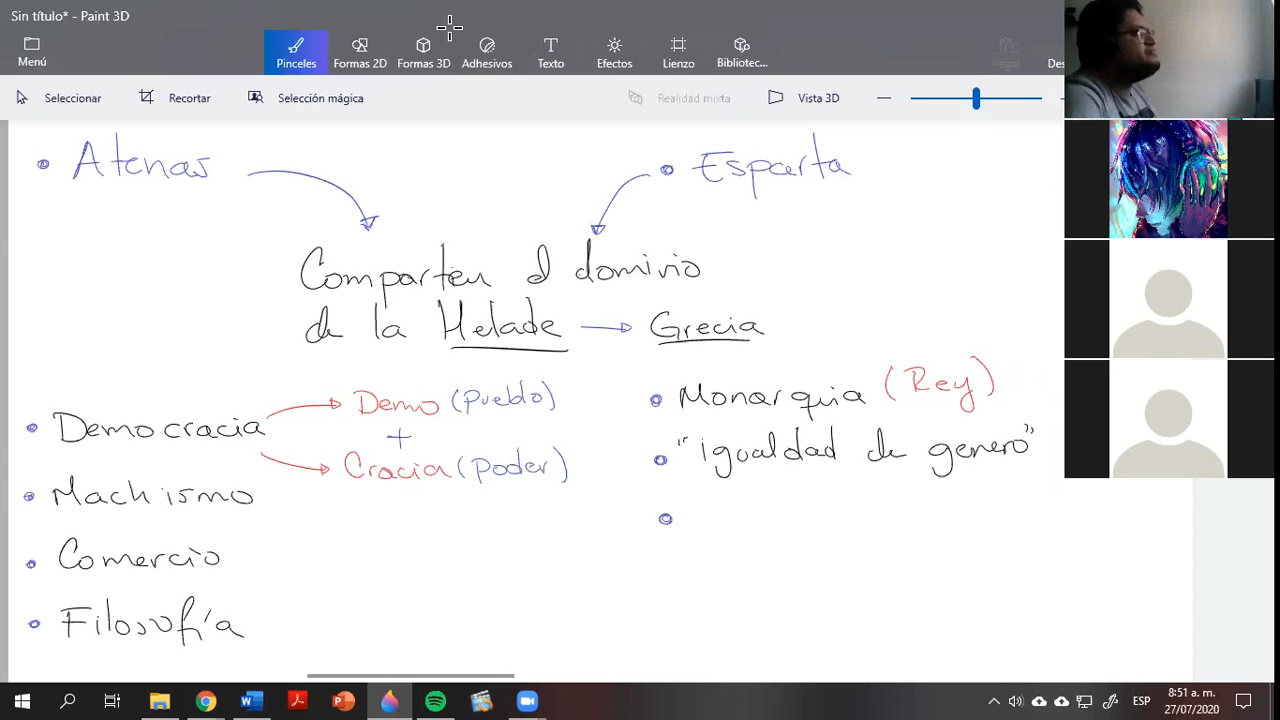 Sin título* - Paint 3D
Menú
Pinceles
Formas 2D
Formas 3D
Adhesivos
Texto
Efectos
Lienzo
Bibliotec...
Pegar
Des
Seleccionar
Recortar
Selección mágica
Realidad mixta
Vista 3D
• Atenas
• Esparta
Comparten el dominio
de la Helade → Grecia
• Democracia
Demo (Pueblo)
+
Cracia (Poder)
• Machismo
• Comercio
• Filosofía
• Monarquia (Rey)
• "igualdad de genero"
•
ESP
8:51 a. m.
27/07/2020